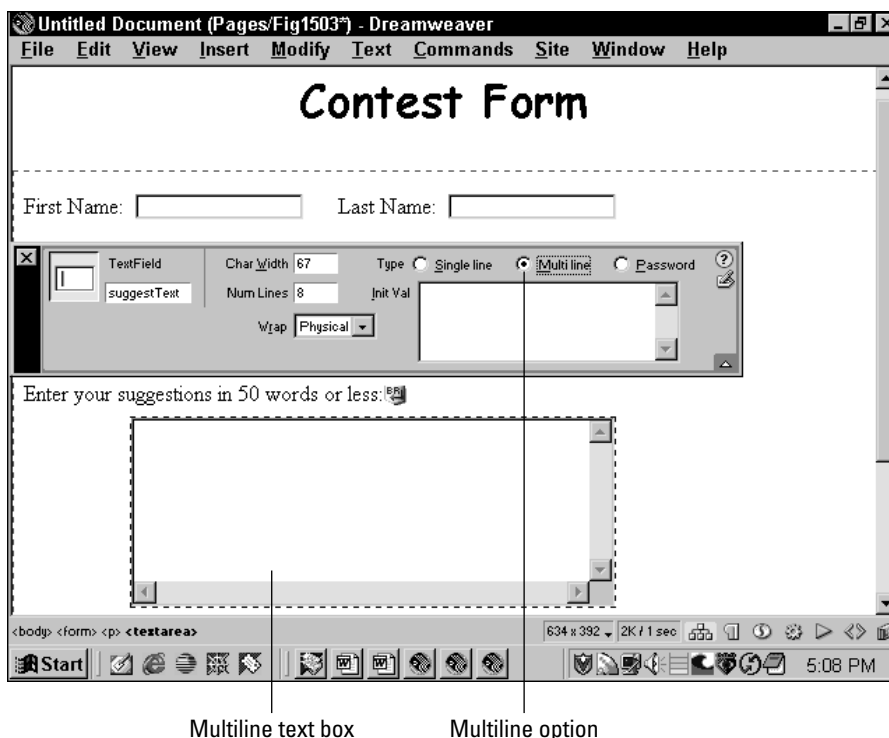 Untitled Document (Pages/Fig1503*) - Dreamweaver
File Edit View Insert Modify Text Commands Site Window Help
Contest Form
First Name: Last Name:
TextField Char Width 67 Type Single line Multi line Password
suggestText Num Lines 8 Init Val
Wrap Physical
Enter your suggestions in 50 words or less:
<body> <form> <p> <textarea> 634 x 392 2K / 1 sec
Start 5:08 PM
Multiline text box Multiline option